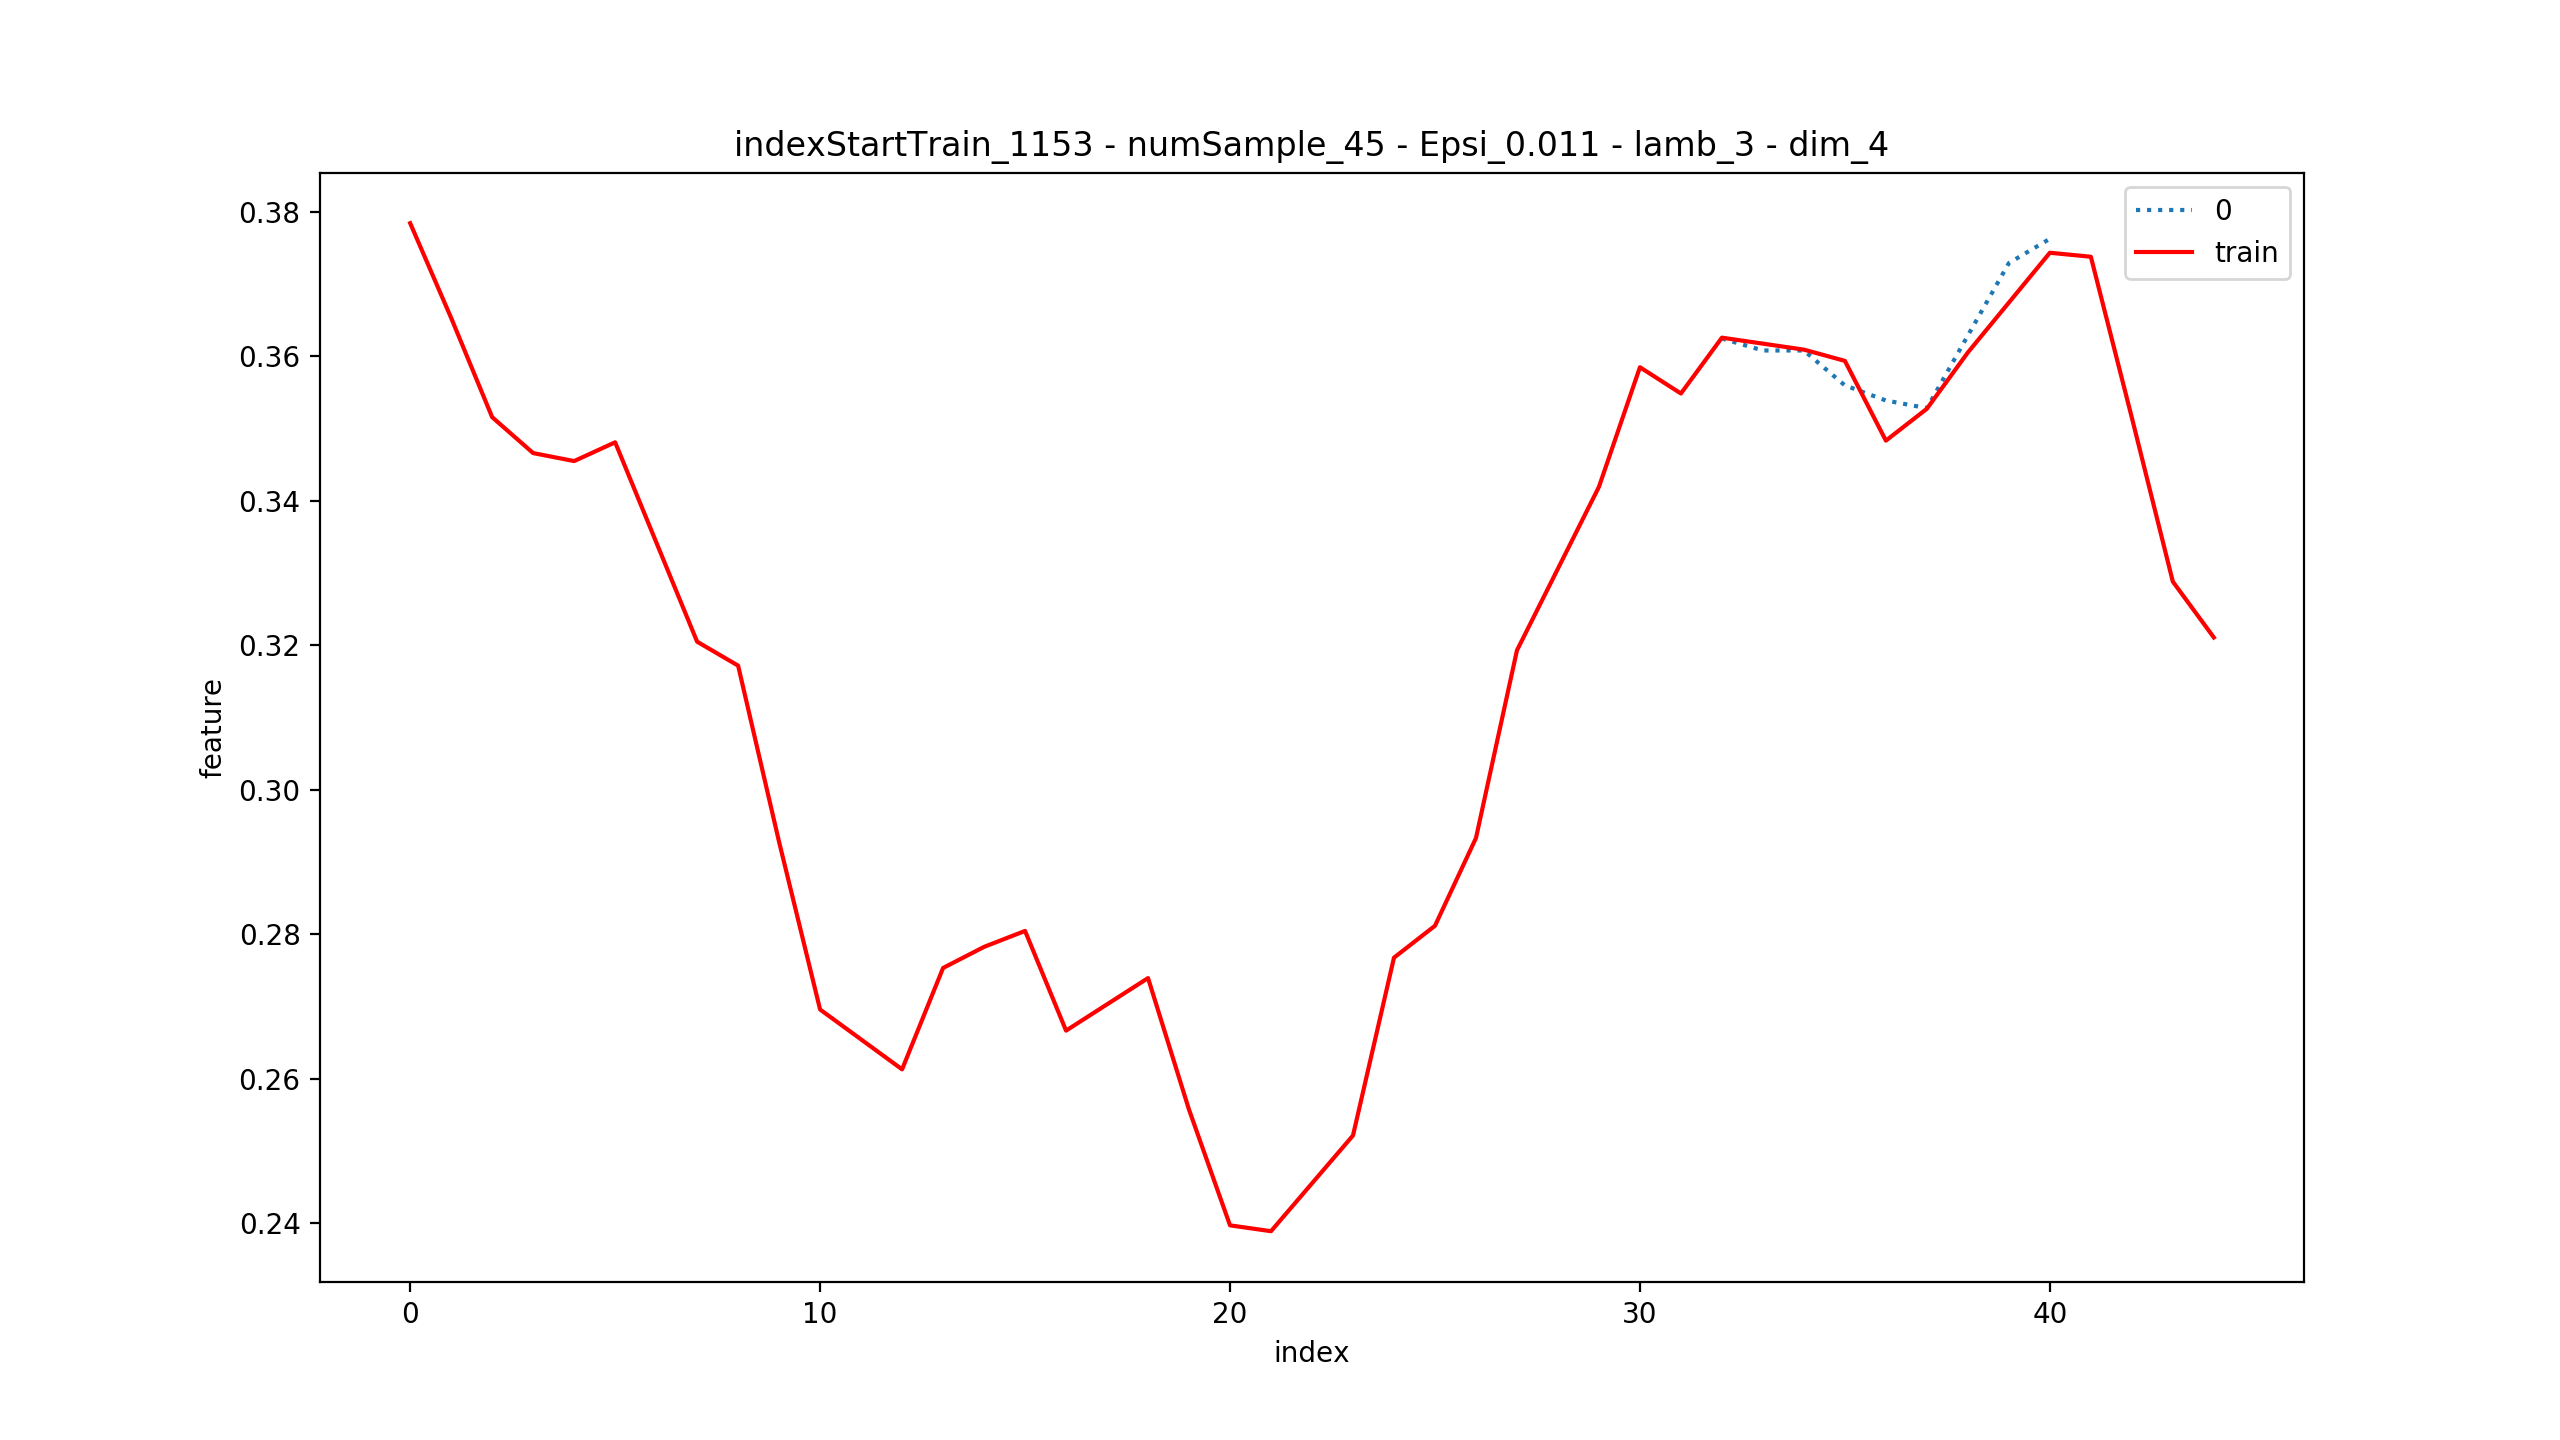 indexStartTrain_1153 - numSample_45 - Epsi_0.011 - lamb_3 - dim_4
0
train
0.38
0.36
0.34
0.32
0.30
0.28
0.26
0.24
feature
0 10 20 30 40
index